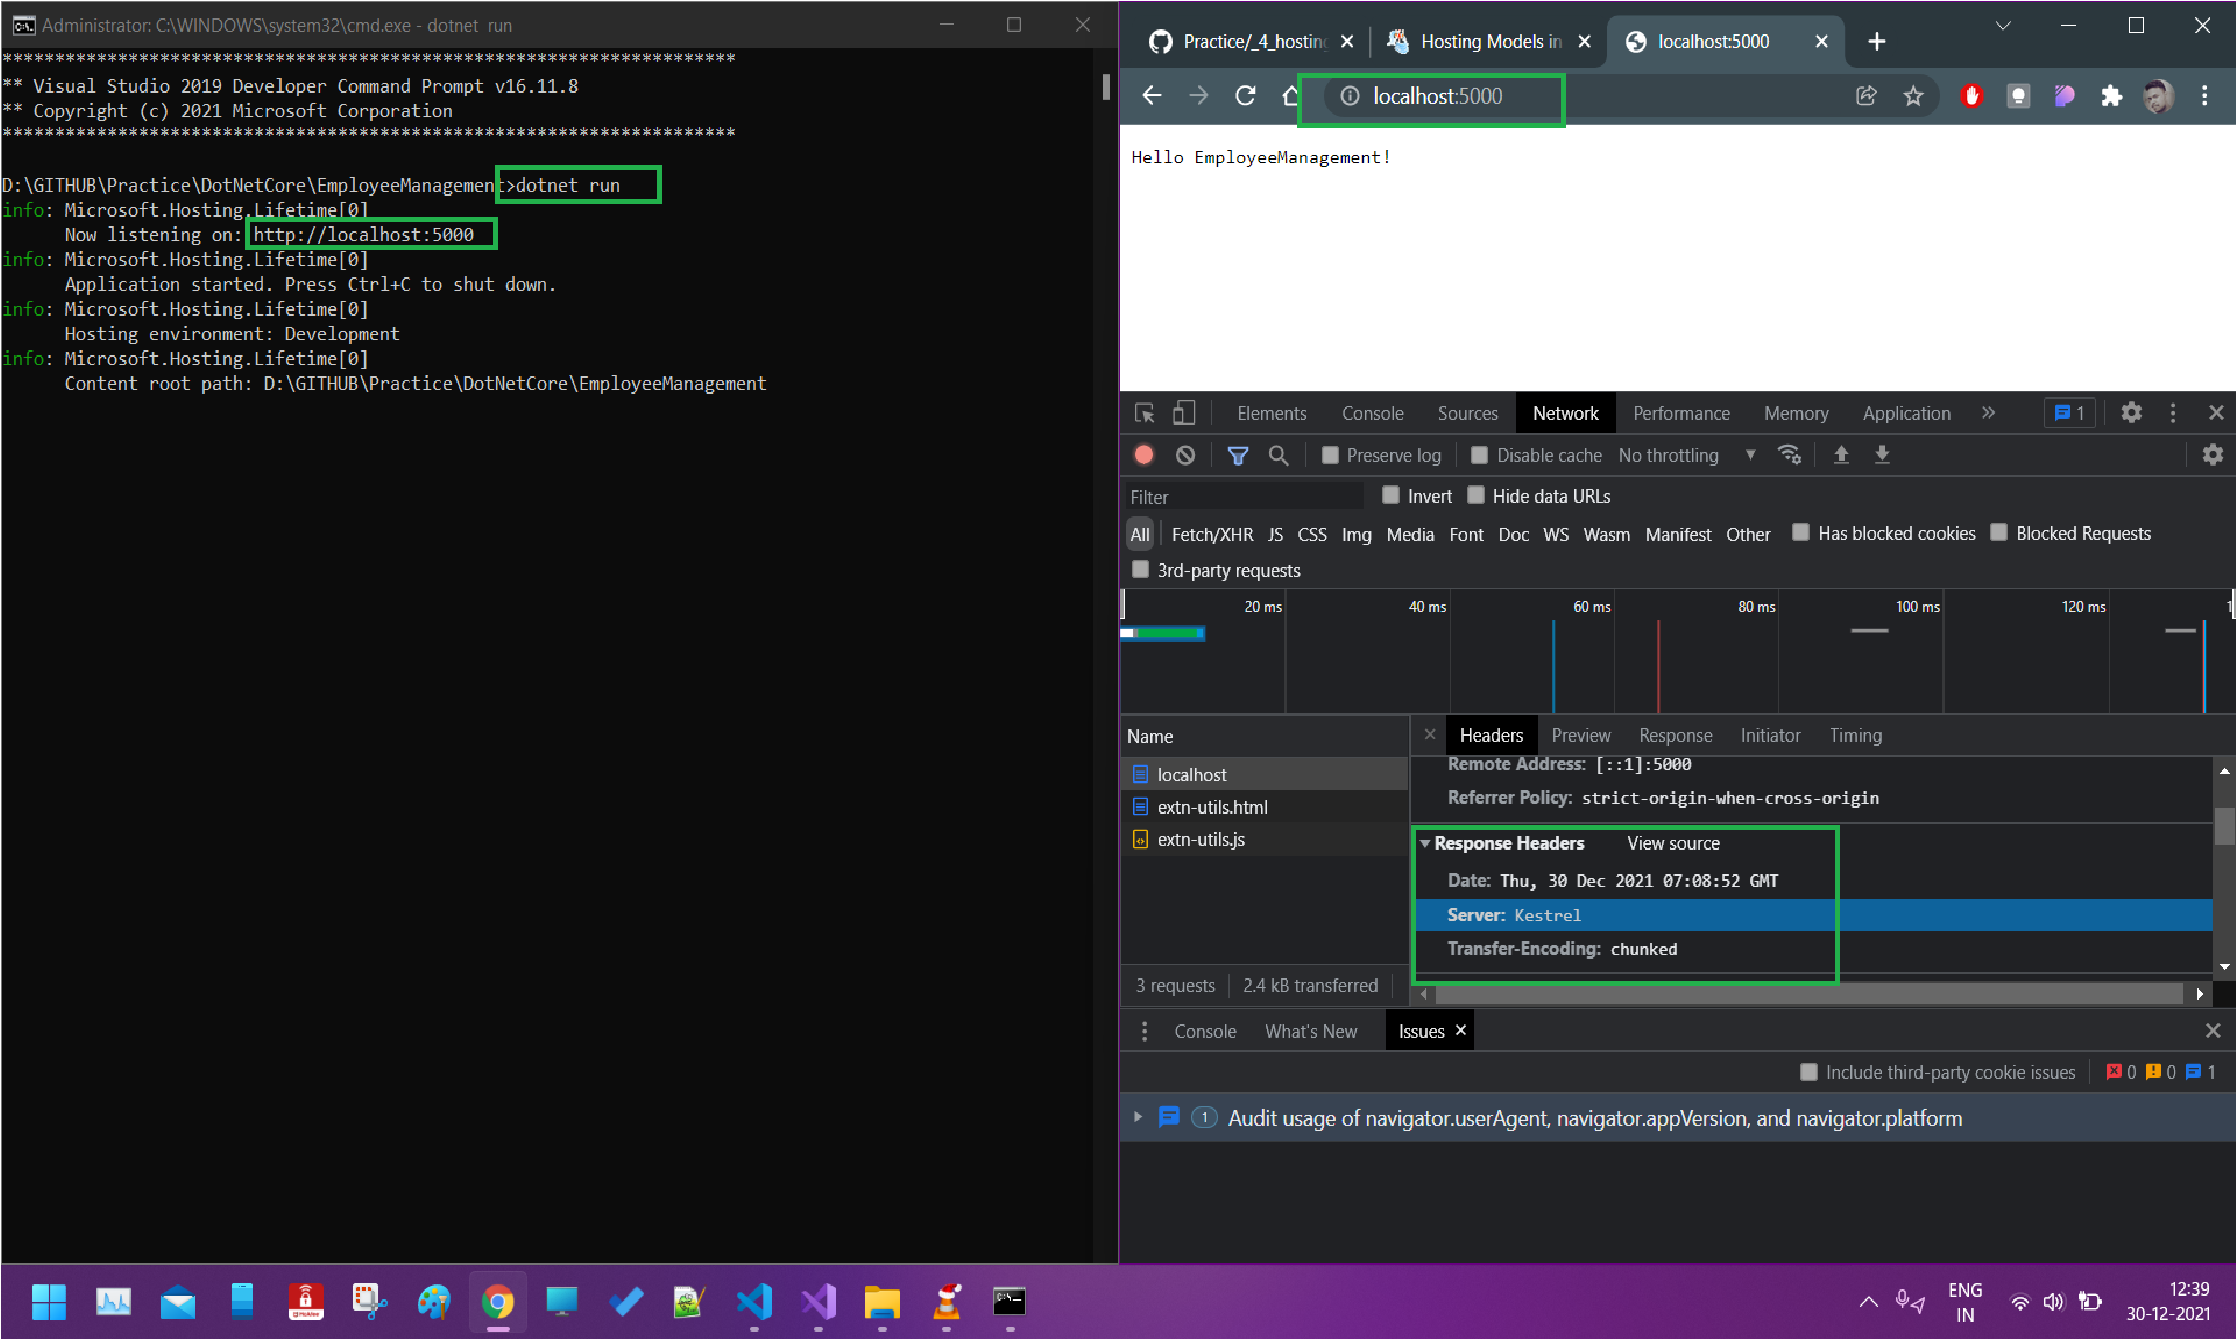 Administrator: C:\WINDOWS\system32\cmd.exe - dotnet run
**********************************************************************
** Visual Studio 2019 Developer Command Prompt v16.11.8
** Copyright (c) 2021 Microsoft Corporation
**********************************************************************
D:\GITHUB\Practice\DotNetCore\EmployeeManagement>dotnet run
info: Microsoft.Hosting.Lifetime[0]
Now listening on: http://localhost:5000
info: Microsoft.Hosting.Lifetime[0]
Application started. Press Ctrl+C to shut down.
info: Microsoft.Hosting.Lifetime[0]
Hosting environment: Development
info: Microsoft.Hosting.Lifetime[0]
Content root path: D:\GITHUB\Practice\DotNetCore\EmployeeManagement
Practice/_4_hosting
Hosting Models in
localhost:5000
localhost:5000
Hello EmployeeManagement!
Elements Console Sources Network Performance Memory Application » 1
Preserve log Disable cache No throttling
Filter Invert Hide data URLs
All Fetch/XHR JS CSS Img Media Font Doc WS Wasm Manifest Other Has blocked cookies Blocked Requests
3rd-party requests
20 ms 40 ms 60 ms 80 ms 100 ms 120 ms 1
Name
localhost
extn-utils.html
extn-utils.js
3 requests 2.4 kB transferred
Headers Preview Response Initiator Timing
Remote Address: [::1]:5000
Referrer Policy: strict-origin-when-cross-origin
Response Headers View source
Date: Thu, 30 Dec 2021 07:08:52 GMT
Server: Kestrel
Transfer-Encoding: chunked
Console What's New Issues
Include third-party cookie issues 0 0 1
1 Audit usage of navigator.userAgent, navigator.appVersion, and navigator.platform
ENG
IN
12:39
30-12-2021